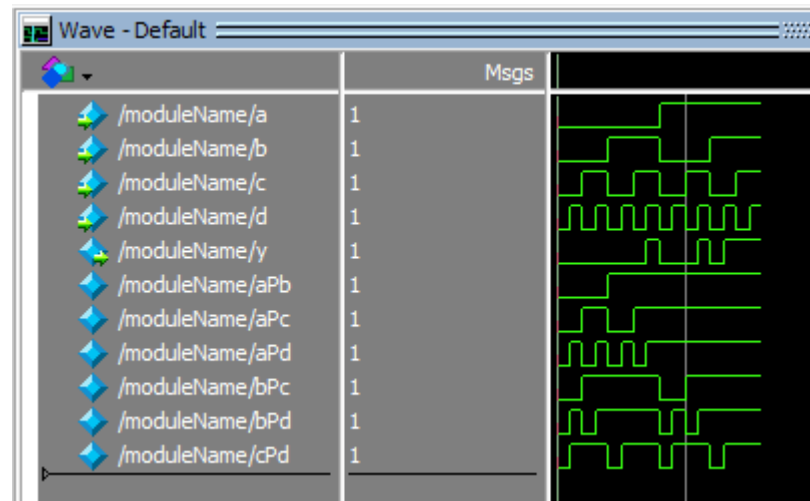 Wave - Default
Msgs
/moduleName/a 1
/moduleName/b 1
/moduleName/c 1
/moduleName/d 1
/moduleName/y 1
/moduleName/aPb 1
/moduleName/aPc 1
/moduleName/aPd 1
/moduleName/bPc 1
/moduleName/bPd 1
/moduleName/cPd 1